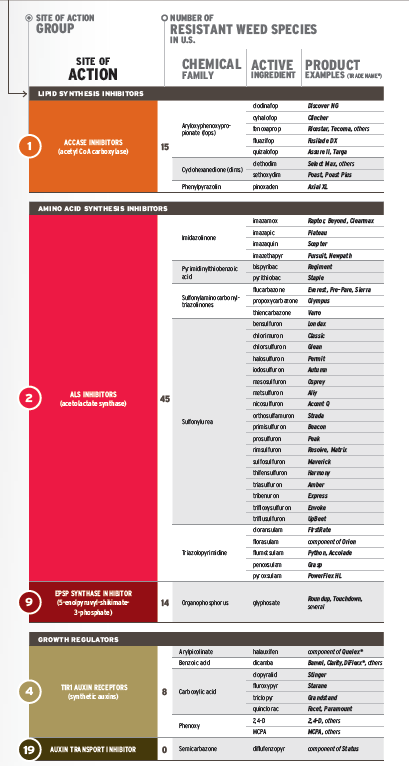 SITE OF ACTION
GROUP
NUMBER OF
RESISTANT WEED SPECIES
IN U.S.
SITE OF
ACTION
CHEMICAL
FAMILY
ACTIVE
INGREDIENT
PRODUCT
EXAMPLES (TRADE NAME*)
LIPID SYNTHESIS INHIBITORS
1
ACCASE INHIBITORS
(acetyl CoA carboxylase)
15
Aryloxyphenoxypro-
pionate (fops)
clodinafop Discover NG
cyhalofop Clincher
fenoxaprop Ricestar, Tacoma, others
fluazifop Fusilade DX
quizalofop Assure II, Targa
Cyclohexanedione (dims)
clethodim Select Max, others
sethoxydim Poast, Poast Plus
Phenylpyrazolin pinoxaden Axial XL
AMINO ACID SYNTHESIS INHIBITORS
2
ALS INHIBITORS
(acetolactate synthase)
45
Imidazolinone
imazamox Raptor, Beyond, Clearmax
imazapic Plateau
imazaquin Scepter
imazethapyr Pursuit, Newpath
Pyrimidinylthiobenzoic
acid
bispyribac Regiment
pyrithiobac Staple
Sulfonylaminocarbonyl-
triazolinones
flucarbazone Everest, Pre-Pare, Sierra
propoxycarbazone Olympus
thiencarbazone Varro
Sulfonylurea
bensulfuron Londax
chlorimuron Classic
chlorsulfuron Glean
halosulfuron Permit
iodosulfuron Autumn
mesosulfuron Osprey
metsulfuron Ally
nicosulfuron Accent Q
orthosulfamuron Strada
primisulfuron Beacon
prosulfuron Peak
rimsulfuron Resolve, Matrix
sulfosulfuron Maverick
thifensulfuron Harmony
triasulfuron Amber
tribenuron Express
trifloxysulfuron Envoke
triflusulfuron UpBeet
Triazolopyrimidine
cloransulam FirstRate
florasulam component of Orion
flumetsulam Python, Accolade
penoxsulam Grasp
pyroxsulam PowerFlex HL
9
EPSP SYNTHASE INHIBITOR
(5-enolpyruvyl-shikimate-
3-phosphate)
14
Organophosphorus glyphosate Roundup, Touchdown,
several
GROWTH REGULATORS
4
TIR1 AUXIN RECEPTORS
(synthetic auxins)
8
Arylpicolinate halauxifen component of Quelex*
Benzoic acid dicamba Banvel, Clarity, DiFlexx*, others
Carboxylic acid
clopyralid Stinger
fluroxypyr Starane
triclopyr Grandstand
quinclorac Facet, Paramount
Phenoxy
2,4-D 2,4-D, others
MCPA MCPA, others
19
AUXIN TRANSPORT INHIBITOR
0
Semicarbazone diflufenzopyr component of Status